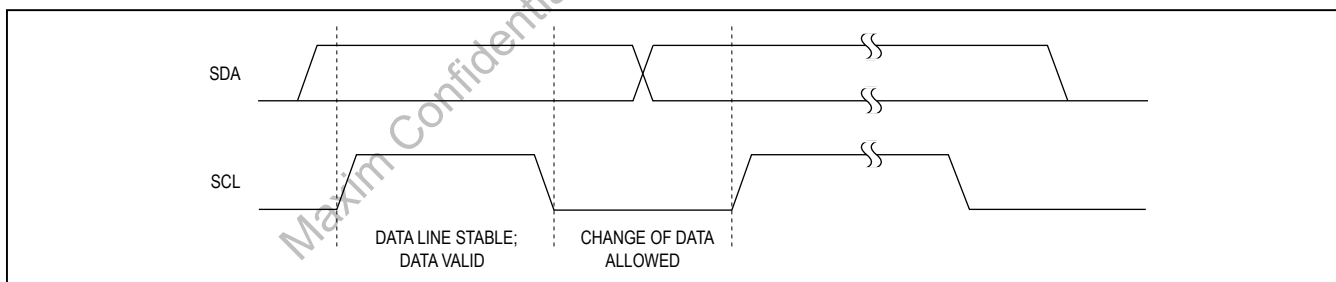 Maxim Confidential
SDA
SCL
DATA LINE STABLE;
DATA VALID
CHANGE OF DATA
ALLOWED